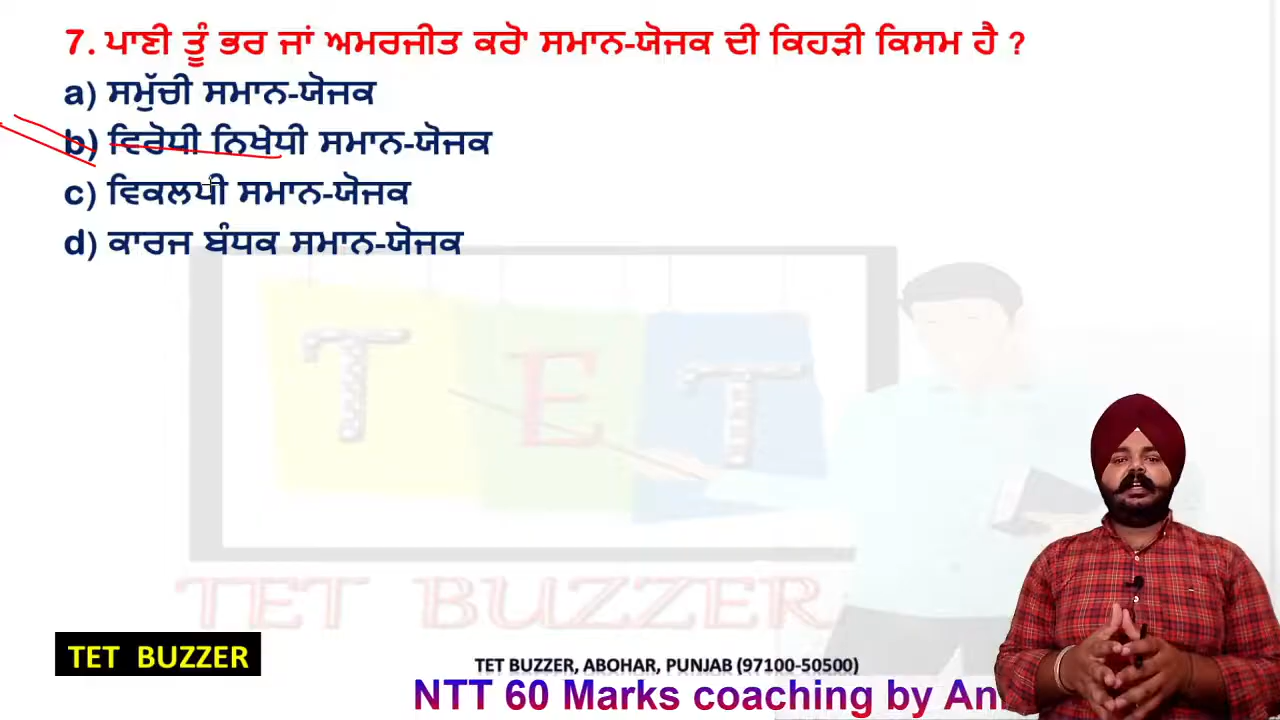 7. ਪਾਣੀ ਤੂੰ ਭਰ ਜਾਂ ਅਮਰਜੀਤ ਕਰੋ ਸਮਾਨ-ਯੋਜਕ ਦੀ ਕਿਹੜੀ ਕਿਸਮ ਹੈ ?
a) ਸਮੁੱਚੀ ਸਮਾਨ-ਯੋਜਕ
b) ਵਿਰੋਧੀ ਨਿਖੇਧੀ ਸਮਾਨ-ਯੋਜਕ
c) ਵਿਕਲਪੀ ਸਮਾਨ-ਯੋਜਕ
d) ਕਾਰਜ ਬੰਧਕ ਸਮਾਨ-ਯੋਜਕ
TET
TET BUZZER
TET BUZZER
TET BUZZER, ABOHAR, PUNJAB (97100-50500)
NTT 60 Marks coaching by An